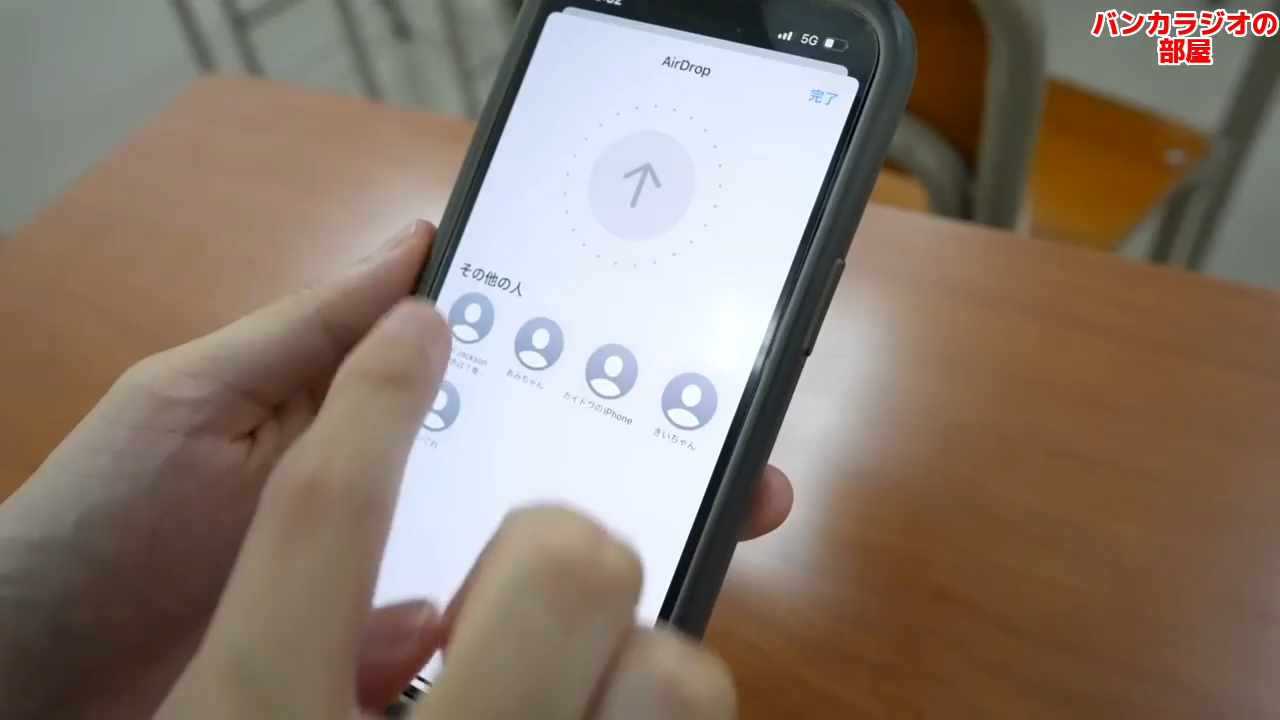 バンカラジオの
部屋
5G
AirDrop
完了
その他の人
Jackson
あみちゃん
カイドウのiPhone
きいちゃん